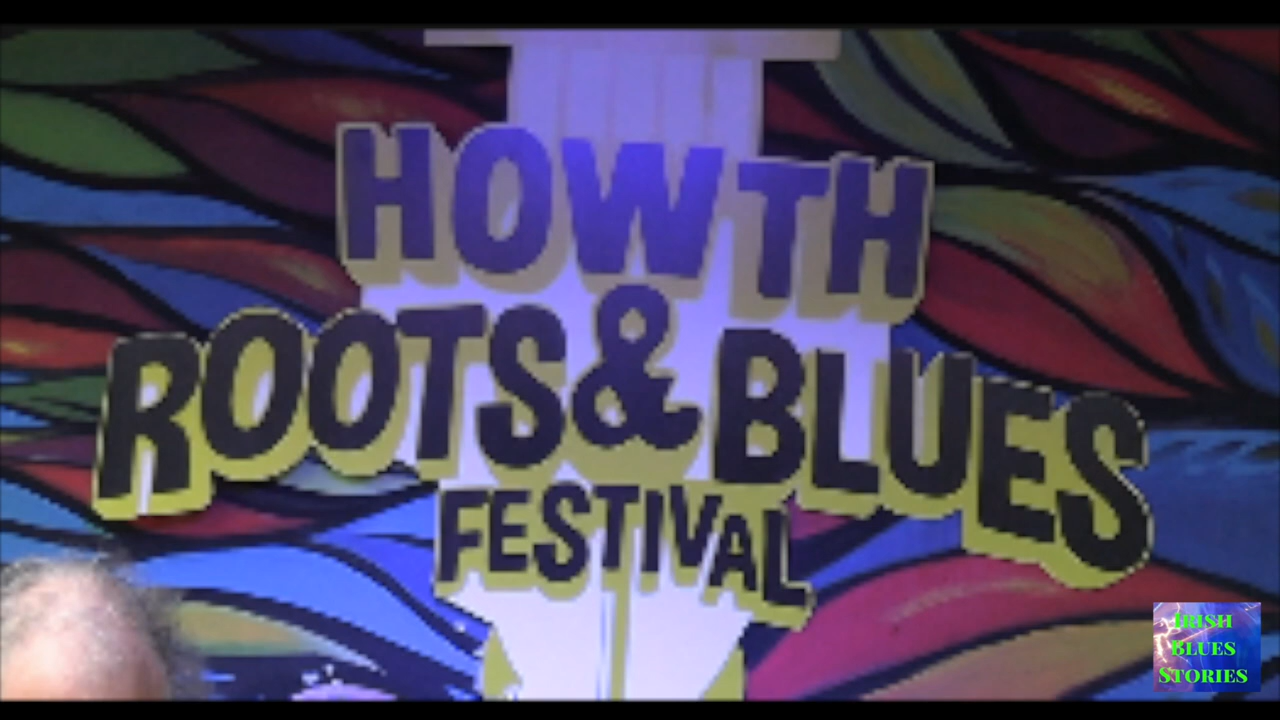 HOWTH
ROOTS & BLUES
FESTIVAL
IRISH
BLUES
STORIES